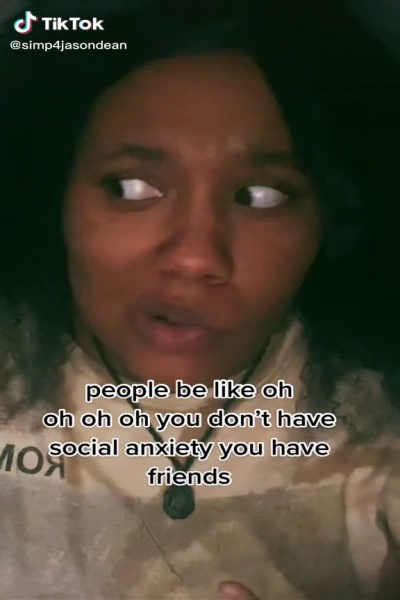 TikTok
@simp4jasondean
people be like oh
oh oh oh you don't have
social anxiety you have
friends